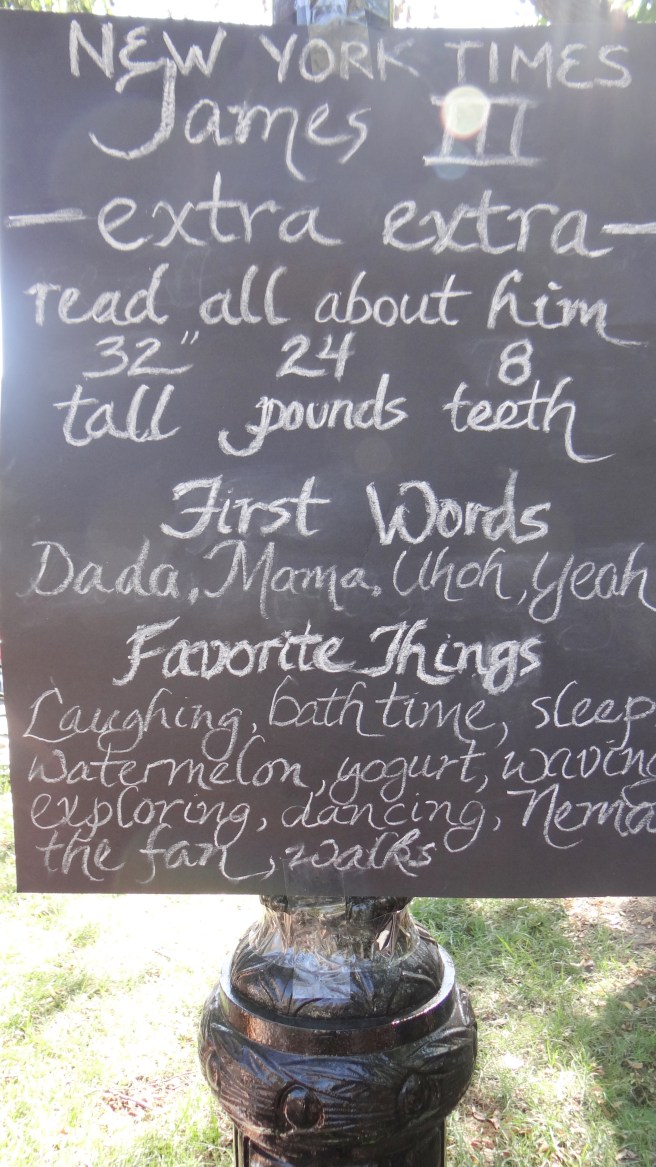 NEW YORK TIMES
James III
-extra extra-
read all about him
32" 24 8
tall pounds teeth
First Words
Dada, Mama, Uhoh, Yeah
Favorite Things
Laughing, bath time, sleep
watermelon, yogurt, waving
exploring, dancing, Nema
the fan, walks